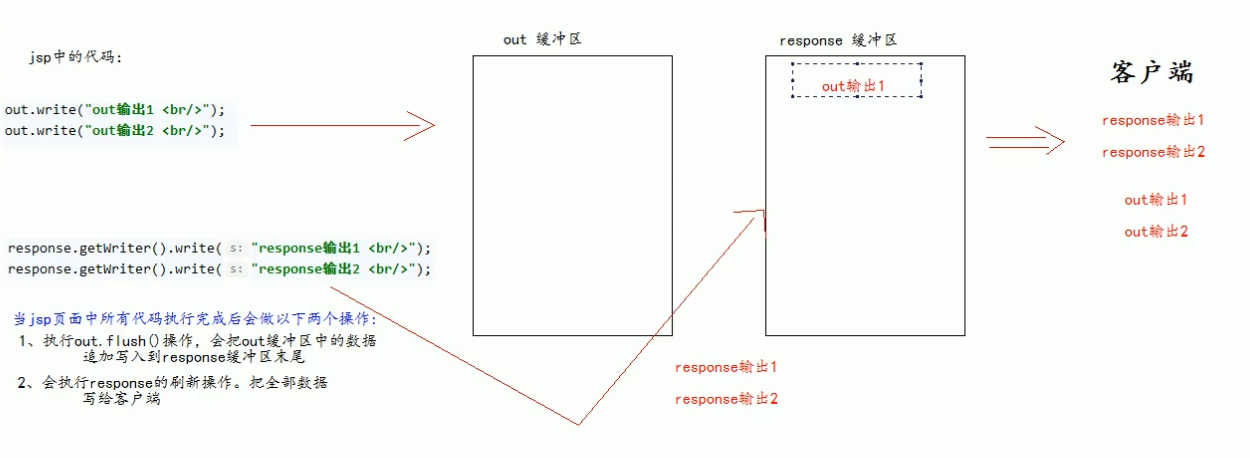 jsp中的代码:
out.write("out输出1 <br/>");
out.write("out输出2 <br/>");
response.getWriter().write( s: "response输出1 <br/>");
response.getWriter().write( s: "response输出2 <br/>");
当jsp页面中所有代码执行完成后会做以下两个操作:
1、执行out.flush()操作，会把out缓冲区中的数据
追加写入到response缓冲区末尾
2、会执行response的刷新操作。把全部数据
写给客户端
out 缓冲区
response 缓冲区
out输出1
response输出1
response输出2
客户端
response输出1
response输出2
out输出1
out输出2